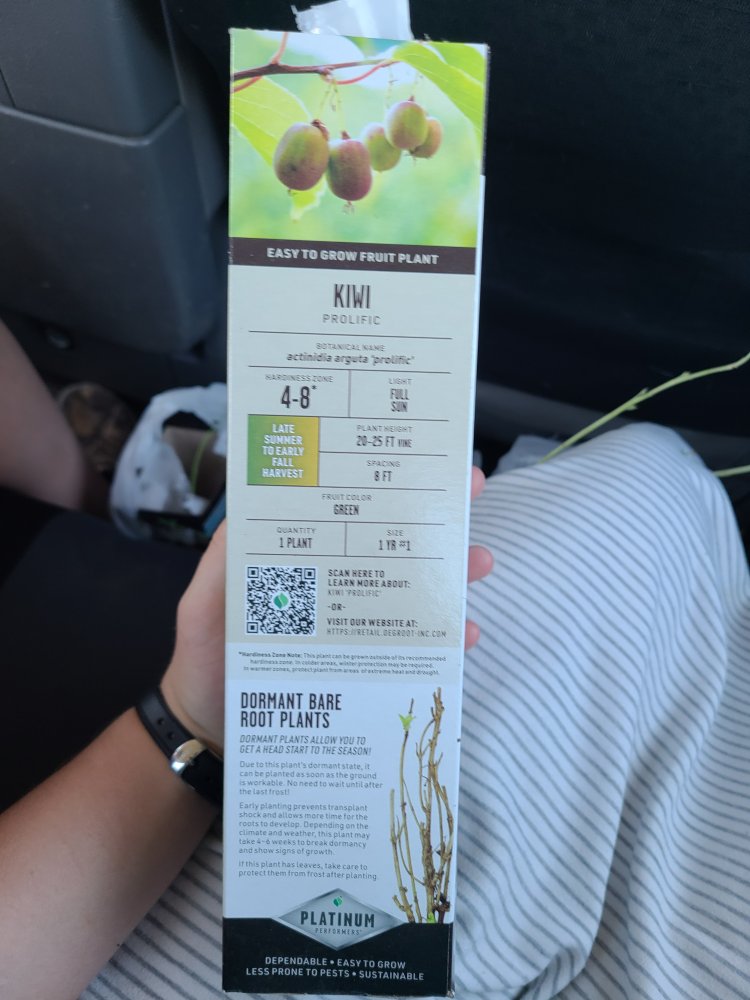 EASY TO GROW FRUIT PLANT
KIWI
PROLIFIC
BOTANICAL NAME
actinidia arguta 'prolific'
HARDINESS ZONE
4-8*
LIGHT
FULL
SUN
LATE
SUMMER
TO EARLY
FALL
HARVEST
PLANT HEIGHT
20-25 FT VINE
SPACING
8 FT
FRUIT COLOR
GREEN
QUANTITY
1 PLANT
SIZE
1 YR #1
SCAN HERE TO
LEARN MORE ABOUT:
KIWI 'PROLIFIC'
-OR-
VISIT OUR WEBSITE AT:
HTTPS://RETAIL.DEGROOT-INC.COM
*Hardiness Zone Note: This plant can be grown outside of its recommended
hardiness zone. In colder areas, winter protection may be required.
In warmer zones, protect plant from areas of extreme heat and drought.
DORMANT BARE
ROOT PLANTS
DORMANT PLANTS ALLOW YOU TO
GET A HEAD START TO THE SEASON!
Due to this plant's dormant state, it
can be planted as soon as the ground
is workable. No need to wait until after
the last frost!
Early planting prevents transplant
shock and allows more time for the
roots to develop. Depending on the
climate and weather, this plant may
take 4-6 weeks to break dormancy
and show signs of growth.
If this plant has leaves, take care to
protect them from frost after planting.
PLATINUM
PERFORMERS®
DEPENDABLE • EASY TO GROW
LESS PRONE TO PESTS • SUSTAINABLE